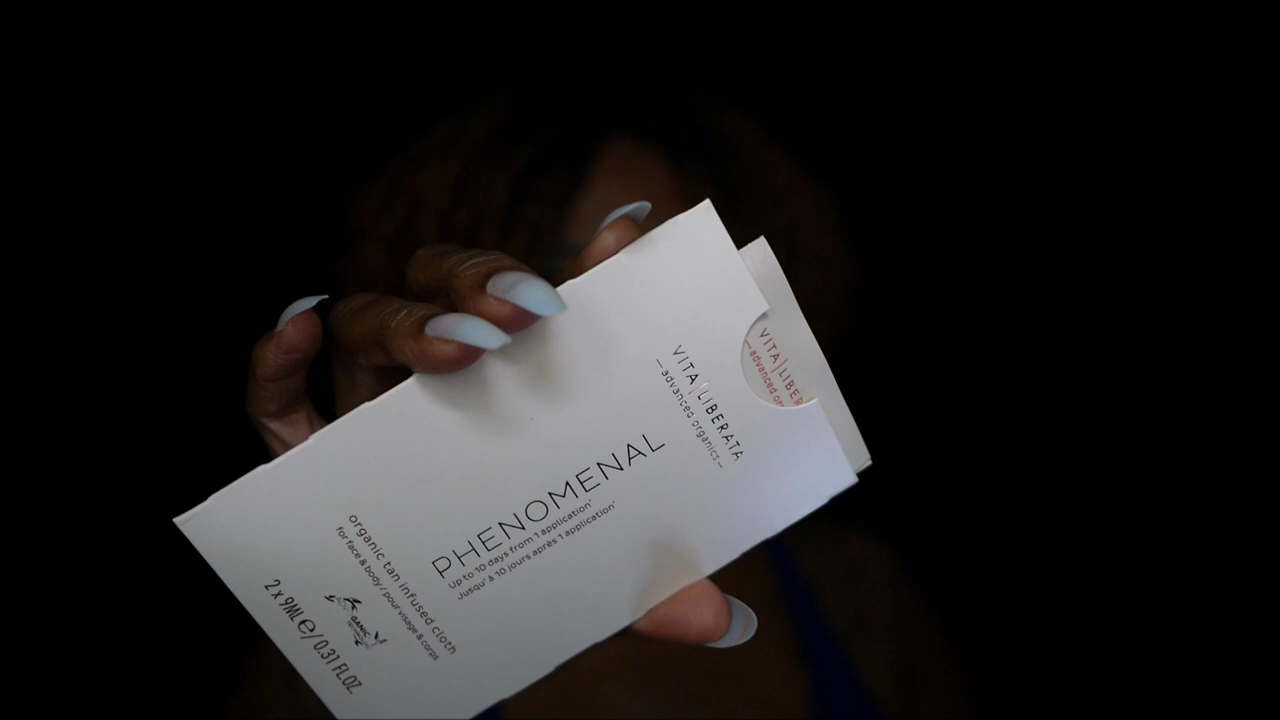 VITA|LIBERATA
—advanced organics—
VITA|LIBER
—advanced or
PHENOMENAL
Up to 10 days from 1 application*
Jusqu' à 10 jours après 1 application*
organic tan infused cloth
for face & body / pour visage & corps
2 x 9ML ℮ / 0.31 FL.OZ.